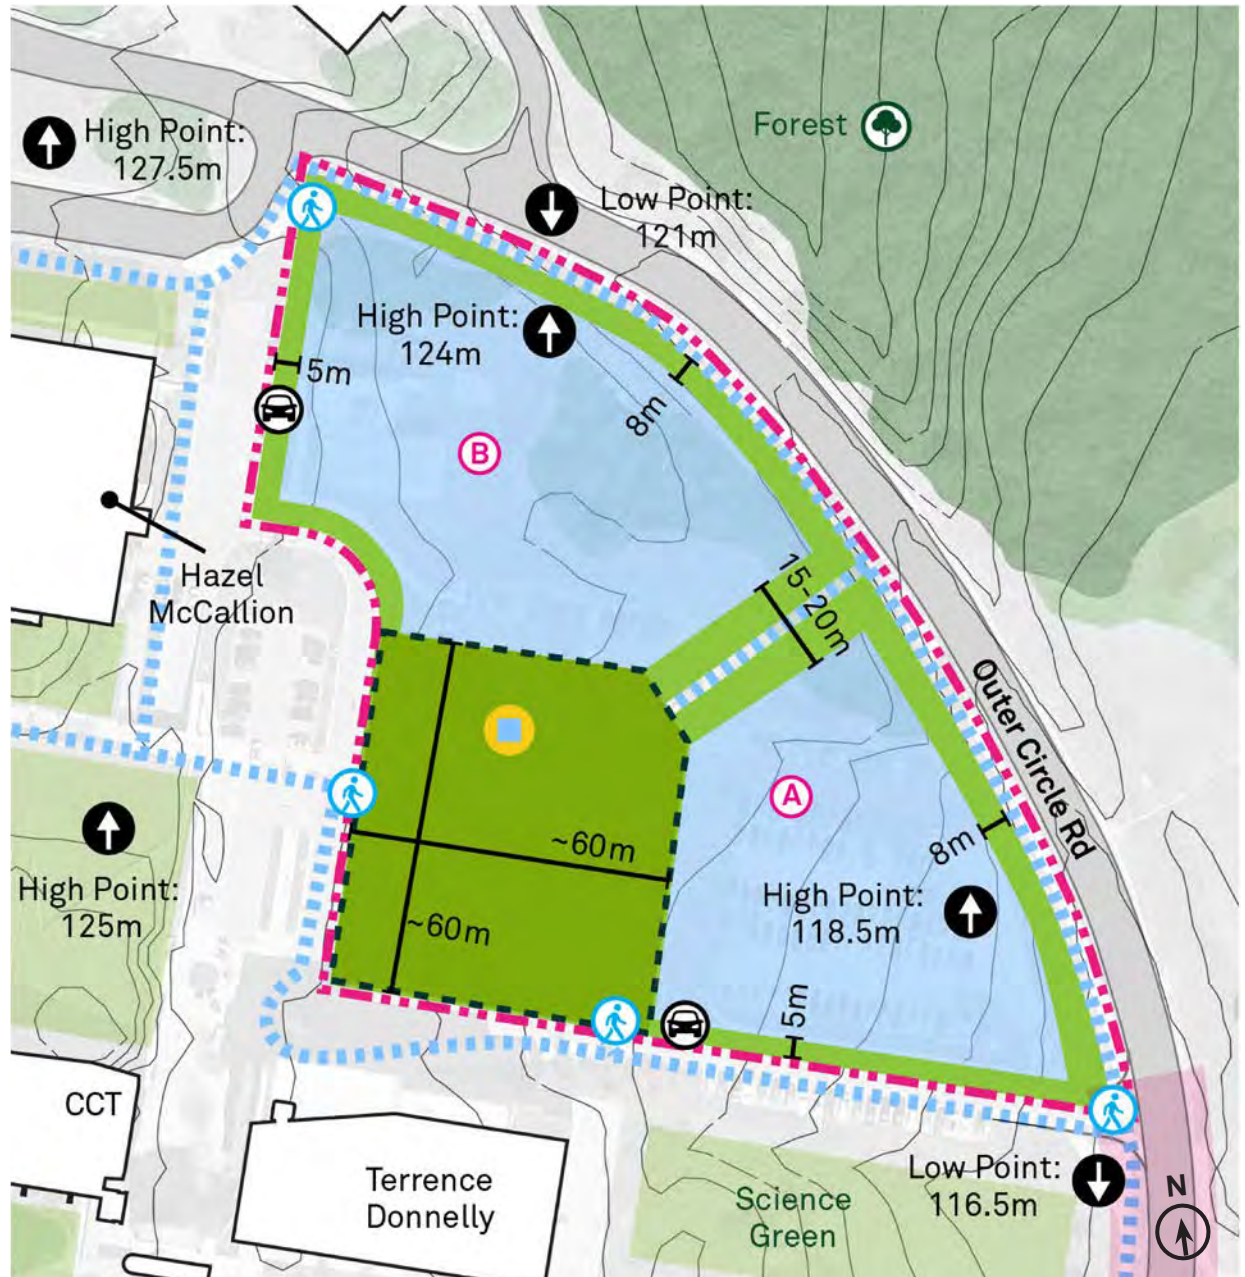 Forest
High Point:
127.5m
Low Point:
121m
High Point:
124m
5m
8m
B
15-20m
Hazel
McCallion
Outer Circle Rd
A
~60m
8m
High Point:
125m
High Point:
118.5m
~60m
5m
CCT
Terrence
Donnelly
Science
Green
Low Point:
116.5m
N